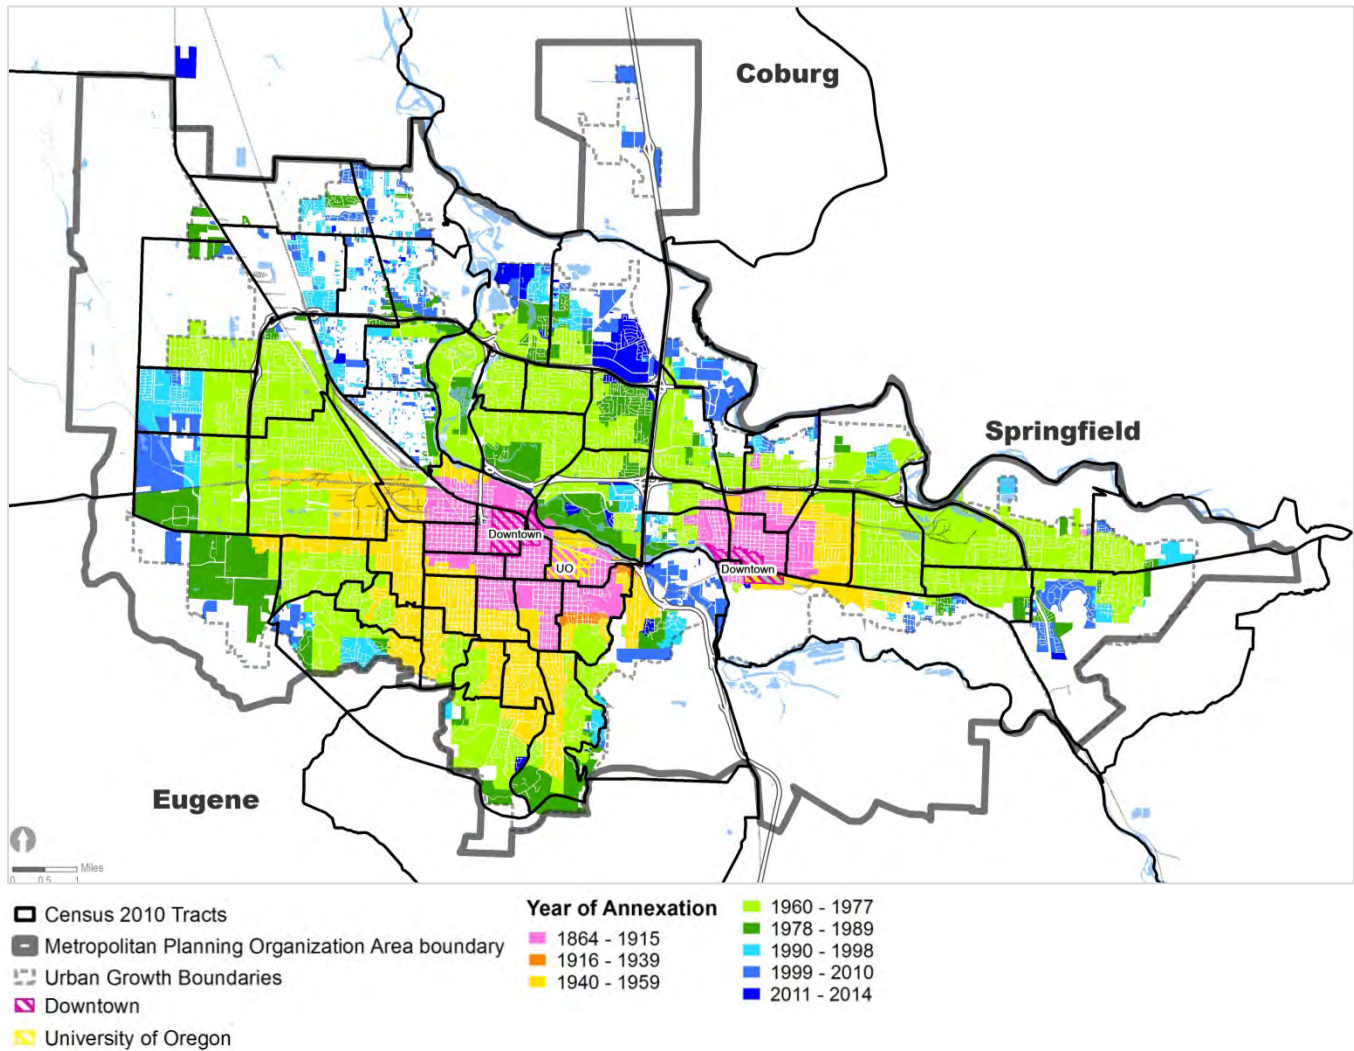 Coburg
Springfield
Downtown
UO
Downtown
Eugene
Miles
0 0.5 1
Census 2010 Tracts
Metropolitan Planning Organization Area boundary
Urban Growth Boundaries
Downtown
University of Oregon
Year of Annexation
1864 - 1915
1916 - 1939
1940 - 1959
1960 - 1977
1978 - 1989
1990 - 1998
1999 - 2010
2011 - 2014